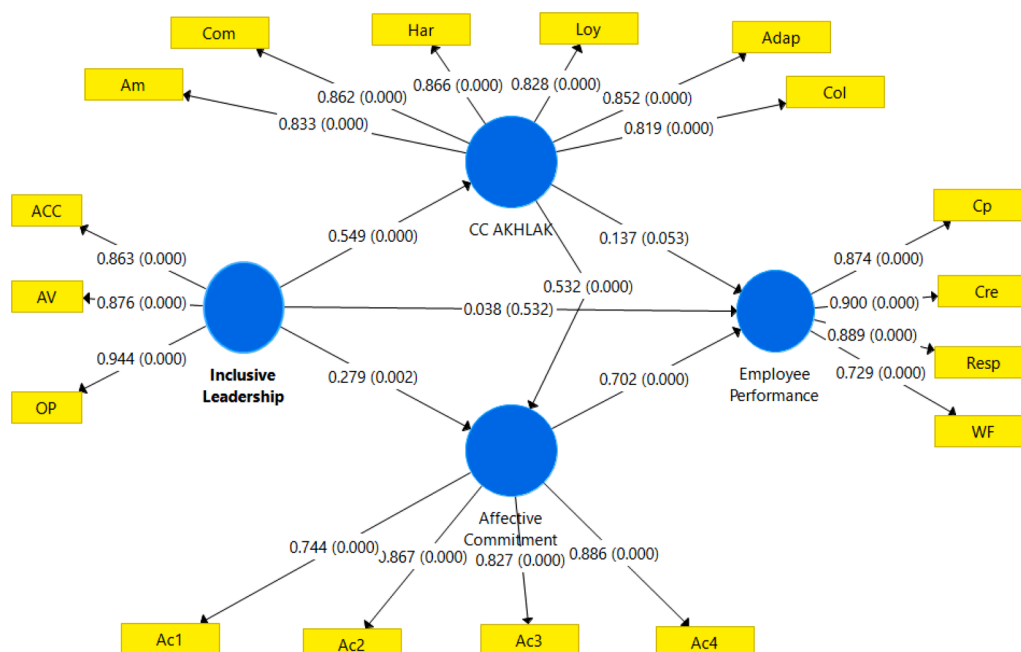 Com
Har
Loy
Adap
Am
Col
0.862 (0.000)
0.866 (0.000)
0.828 (0.000)
0.852 (0.000)
0.833 (0.000)
0.819 (0.000)
CC AKHLAK
ACC
AV
OP
0.863 (0.000)
0.876 (0.000)
0.944 (0.000)
Inclusive
Leadership
0.549 (0.000)
0.137 (0.053)
0.532 (0.000)
0.038 (0.532)
0.279 (0.002)
0.702 (0.000)
Employee
Performance
Cp
Cre
Resp
WF
0.874 (0.000)
0.900 (0.000)
0.889 (0.000)
0.729 (0.000)
Affective
Commitment
0.744 (0.000)
.867 (0.000)
0.827 (0.000)
0.886 (0.000)
Ac1
Ac2
Ac3
Ac4